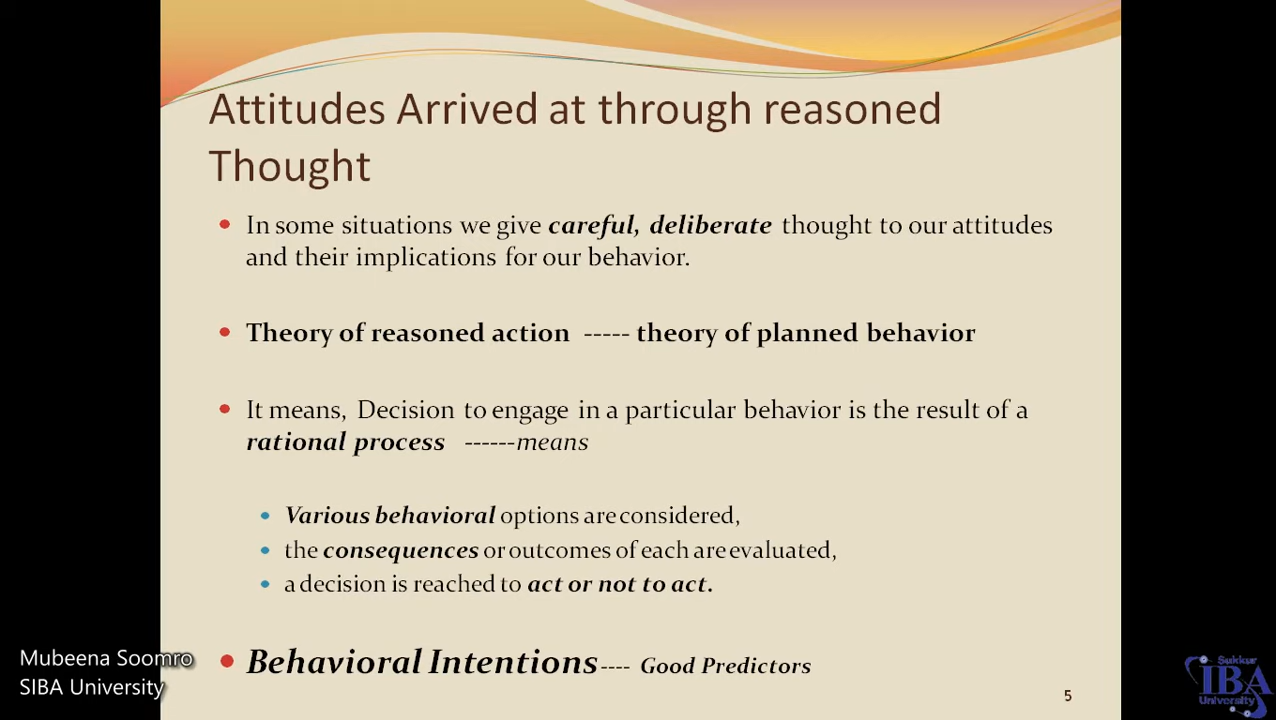 Attitudes Arrived at through reasoned
Thought
• In some situations we give careful, deliberate thought to our attitudes
and their implications for our behavior.
• Theory of reasoned action ----- theory of planned behavior
• It means, Decision to engage in a particular behavior is the result of a
rational process ------means
• Various behavioral options are considered,
• the consequences or outcomes of each are evaluated,
• a decision is reached to act or not to act.
• Behavioral Intentions---- Good Predictors
Mubeena Soomro
SIBA University
5
Sukkur
IBA
University